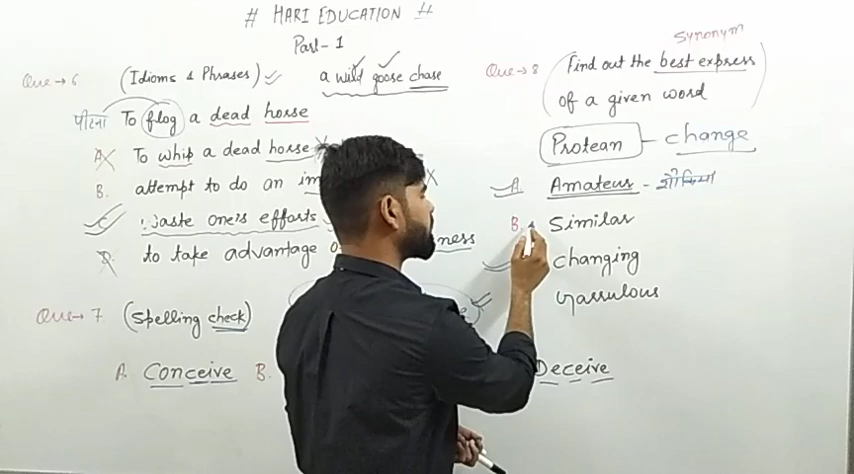 # HARI EDUCATION #
Part-1
Que→6 (Idioms & Phrases) a wild goose chase
पीटना To flog a dead horse
A. To whip a dead horse
B. attempt to do an im
C. waste one's efforts
D. to take advantage o ness
Que→7 (Spelling check)
A. Conceive B. Deceive
synonym
Que→8 Find out the best express
of a given word
Protean - change
A. Amateus - शौकिया
B. Similar
changing
Garrulous